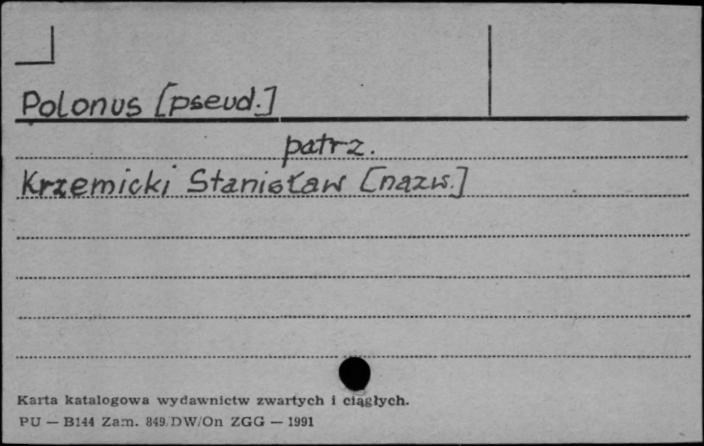 Polonus [pseud.]
patrz.
Krzemicki Stanisław [nazw.]
Karta katalogowa wydawnictw zwartych i ciągłych.
PU — B144 Zam. 849/DW/On ZGG — 1991